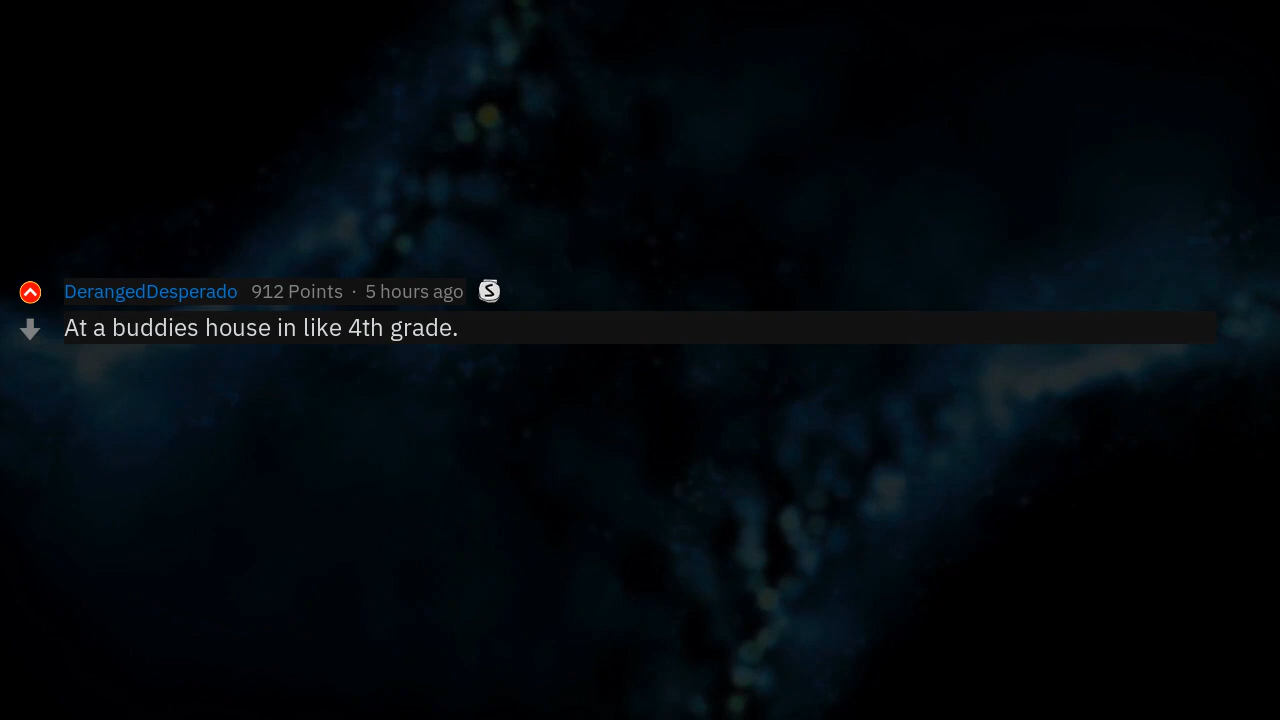 DerangedDesperado 912 Points · 5 hours ago S
At a buddies house in like 4th grade.